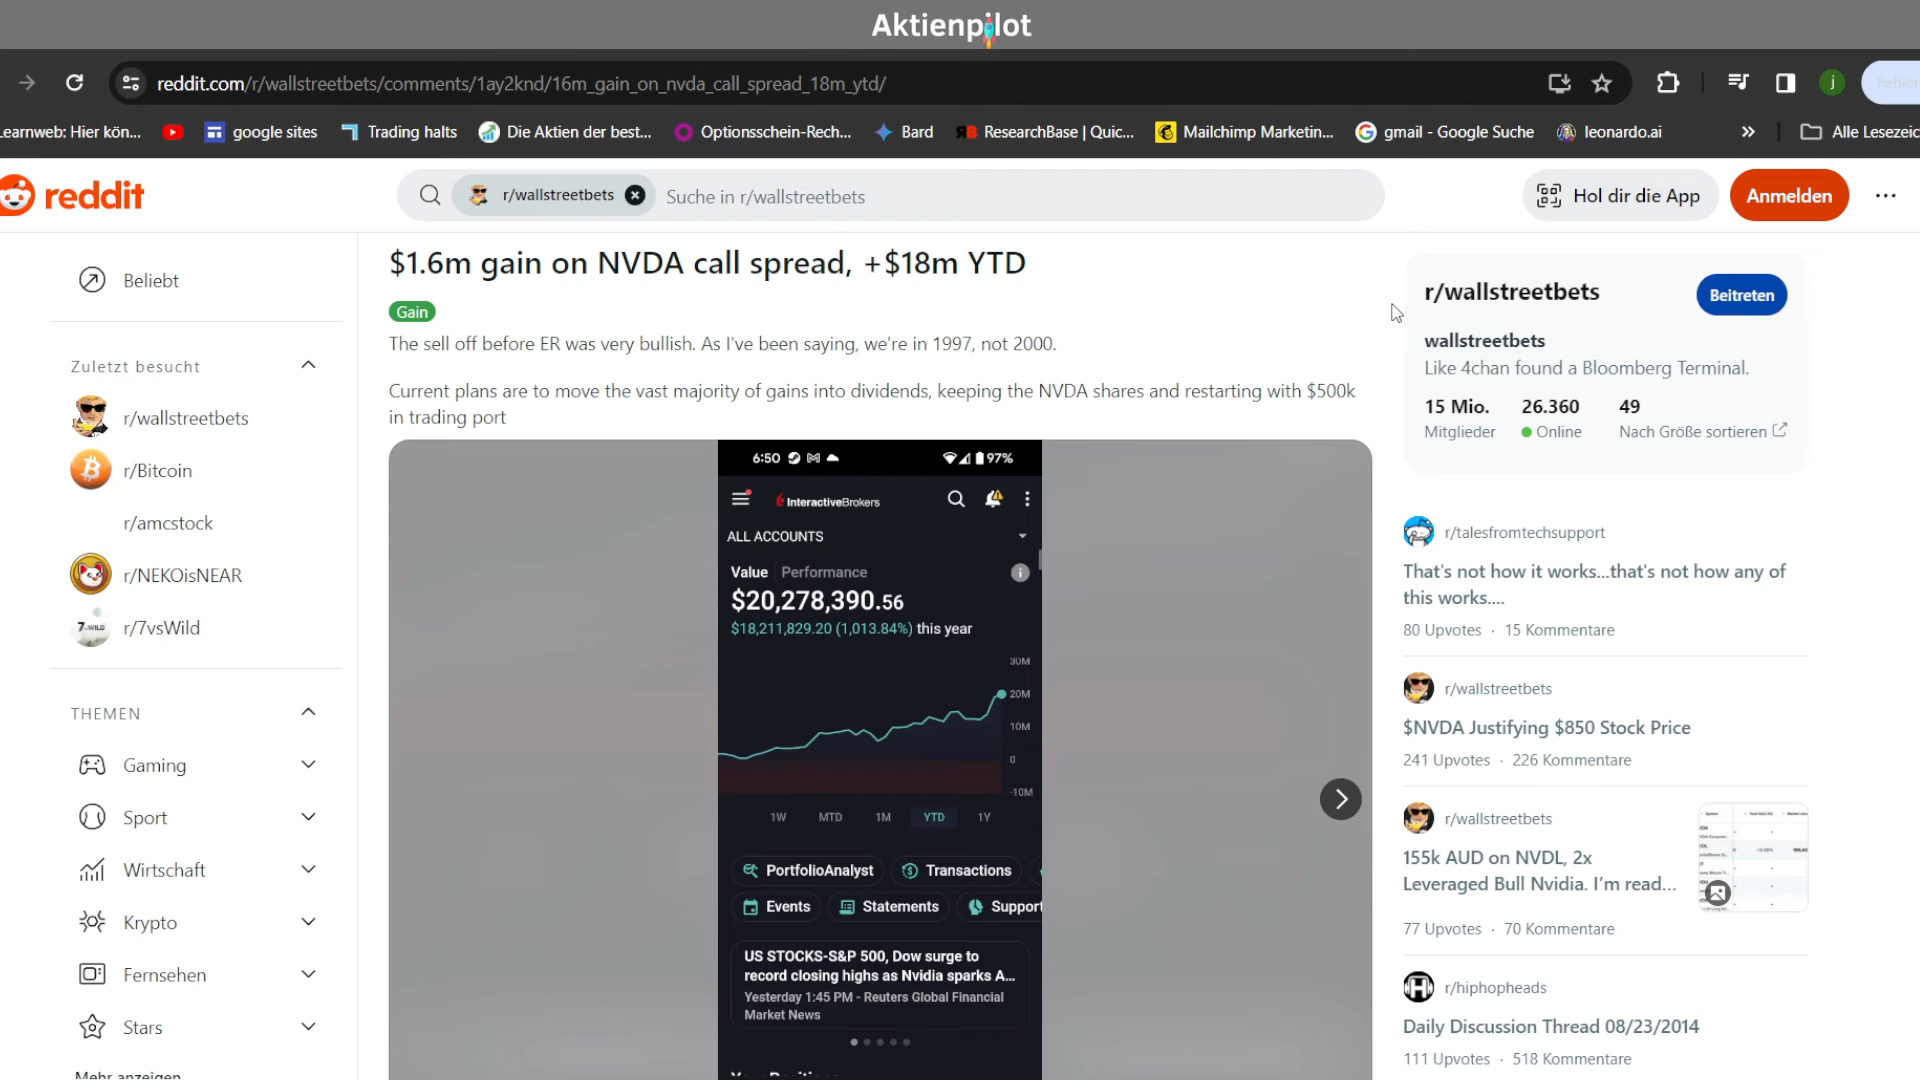 Aktienpilot
reddit.com/r/wallstreetbets/comments/1ay2knd/16m_gain_on_nvda_call_spread_18m_ytd/
j
Fehler
Learnweb: Hier kön...
google sites
Trading halts
Die Aktien der best...
Optionsschein-Rech...
Bard
ResearchBase | Quic...
Mailchimp Marketin...
gmail - Google Suche
leonardo.ai
Alle Lesezeic
reddit
r/wallstreetbets
Suche in r/wallstreetbets
Hol dir die App
Anmelden
Beliebt
Zuletzt besucht
r/wallstreetbets
r/Bitcoin
r/amcstock
r/NEKOisNEAR
7 vs. WILD
r/7vsWild
THEMEN
Gaming
Sport
Wirtschaft
Krypto
Fernsehen
Stars
Mehr anzeigen
$1.6m gain on NVDA call spread, +$18m YTD
Gain
The sell off before ER was very bullish. As I've been saying, we're in 1997, not 2000.
Current plans are to move the vast majority of gains into dividends, keeping the NVDA shares and restarting with $500k
in trading port
6:50
97%
InteractiveBrokers
ALL ACCOUNTS
Value
Performance
$20,278,390.56
$18,211,829.20 (1,013.84%) this year
30M
20M
10M
0
-10M
1W
MTD
1M
YTD
1Y
PortfolioAnalyst
Transactions
Events
Statements
Support
US STOCKS-S&P 500, Dow surge to
record closing highs as Nvidia sparks A...
Yesterday 1:45 PM - Reuters Global Financial
Market News
r/wallstreetbets
Beitreten
wallstreetbets
Like 4chan found a Bloomberg Terminal.
15 Mio.
26.360
49
Mitglieder
Online
Nach Größe sortieren
r/talesfromtechsupport
That's not how it works...that's not how any of
this works....
80 Upvotes · 15 Kommentare
r/wallstreetbets
$NVDA Justifying $850 Stock Price
241 Upvotes · 226 Kommentare
r/wallstreetbets
155k AUD on NVDL, 2x
Leveraged Bull Nvidia. I'm read...
77 Upvotes · 70 Kommentare
r/hiphopheads
Daily Discussion Thread 08/23/2014
111 Upvotes · 518 Kommentare